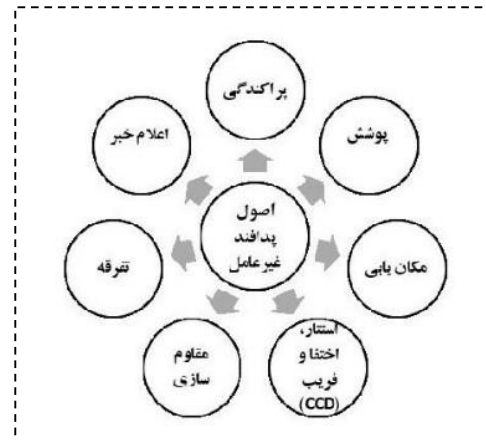 پراکندگی
پوشش
مکان یابی
استتار،
اختفا و
فریب
(CCD)
مقاوم
سازی
تفرقه
اعلام خبر
اصول
پدافند
غیرعامل